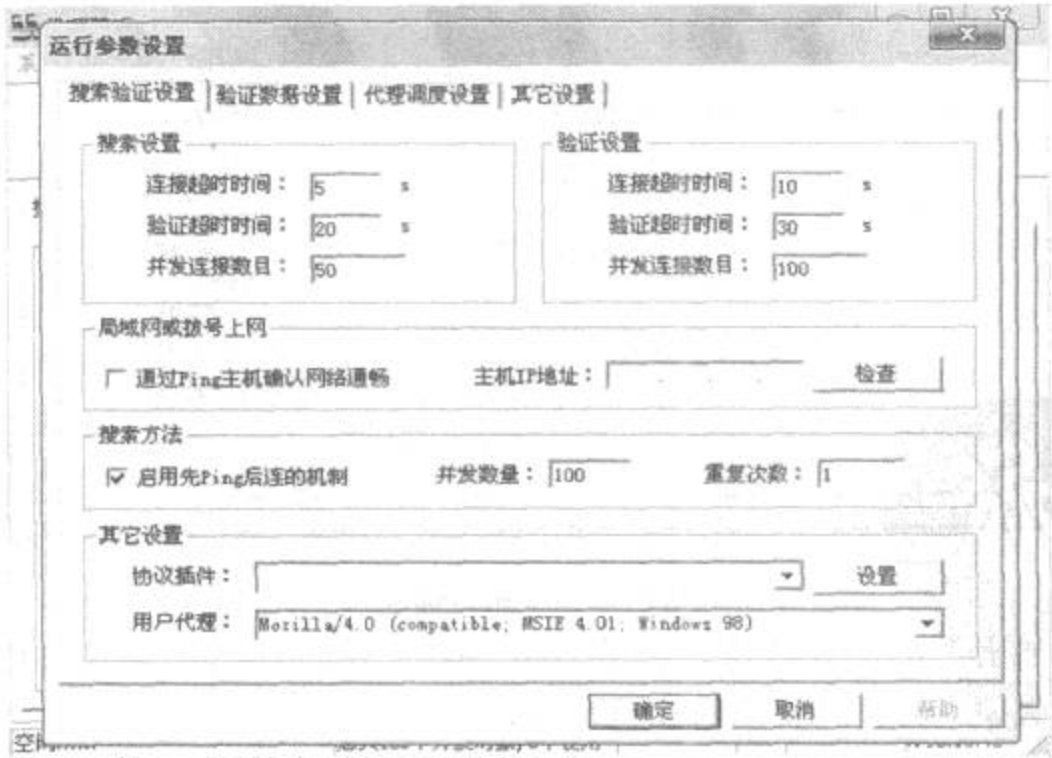 运行参数设置
搜索验证设置 验证数据设置 代理调度设置 其它设置
搜索设置
连接超时时间： 5 s
验证超时时间： 20 s
并发连接数目： 50
验证设置
连接超时时间： 10 s
验证超时时间： 30 s
并发连接数目： 100
局域网或拨号上网
通过Ping主机确认网络通畅 主机IP地址： 检查
搜索方法
启用先Ping后连的机制 并发数量： 100 重复次数： 1
其它设置
协议插件： 设置
用户代理： Mozilla/4.0 (compatible; MSIE 4.01; Windows 98)
确定 取消 帮助